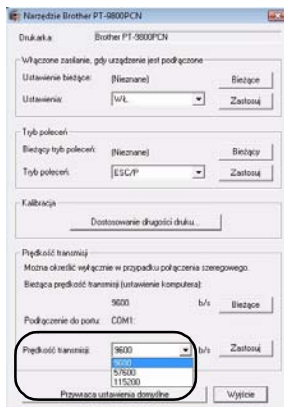 Narzędzie Brother PT-9800PCN
Drukarka: Brother PT-9800PCN
Włączone zasilanie, gdy urządzenie jest podłączone
Ustawienie bieżące: (Nieznane) Bieżące
Ustawienia: WŁ. Zastosuj
Tryb poleceń
Bieżący tryb poleceń: (Nieznane) Bieżący
Tryb poleceń: ESC/P Zastosuj
Kalibracja
Dostosowanie długości druku...
Prędkość transmisji
Można określić wyłącznie w przypadku połączenia szeregowego.
Bieżąca prędkość transmisji (ustawienie komputera):
9600 b/s Bieżące
Podłączenie do portu: COM1:
Prędkość transmisji: 9600 b/s Zastosuj
9600
57600
115200
Przywraca ustawienia domyślne Wyjście